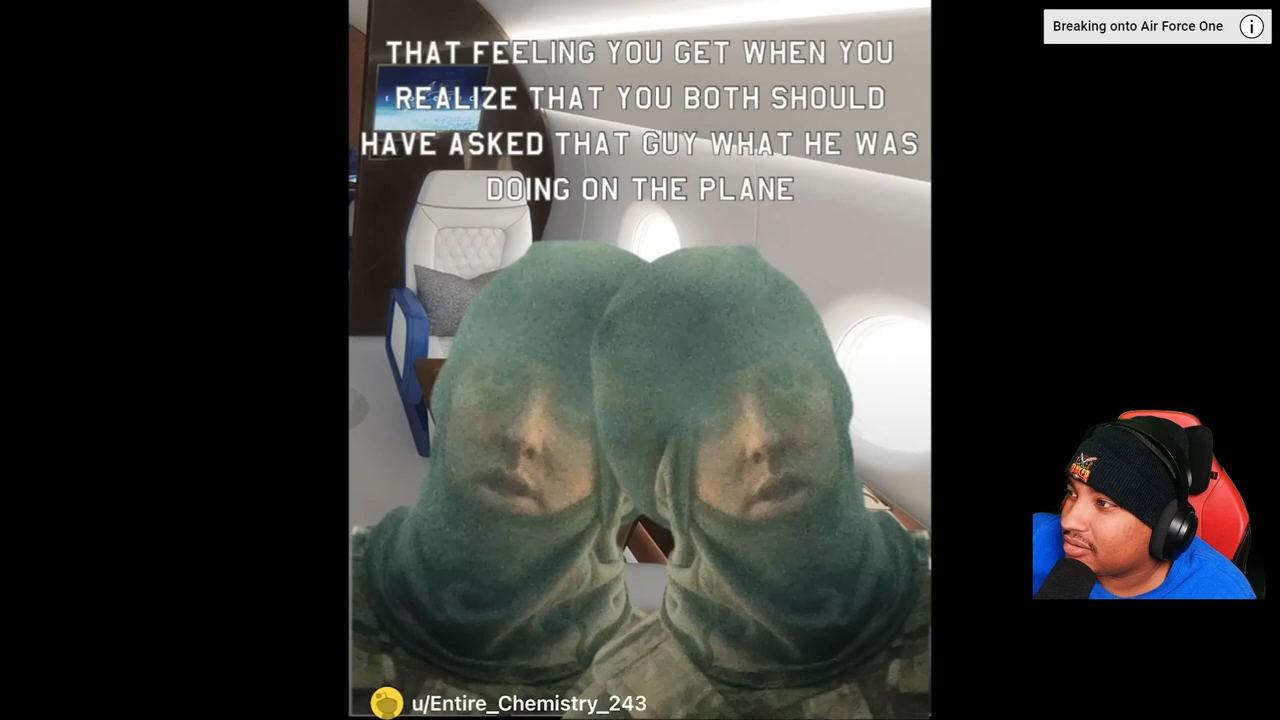 Breaking onto Air Force One
THAT FEELING YOU GET WHEN YOU
REALIZE THAT YOU BOTH SHOULD
HAVE ASKED THAT GUY WHAT HE WAS
DOING ON THE PLANE
u/Entire_Chemistry_243